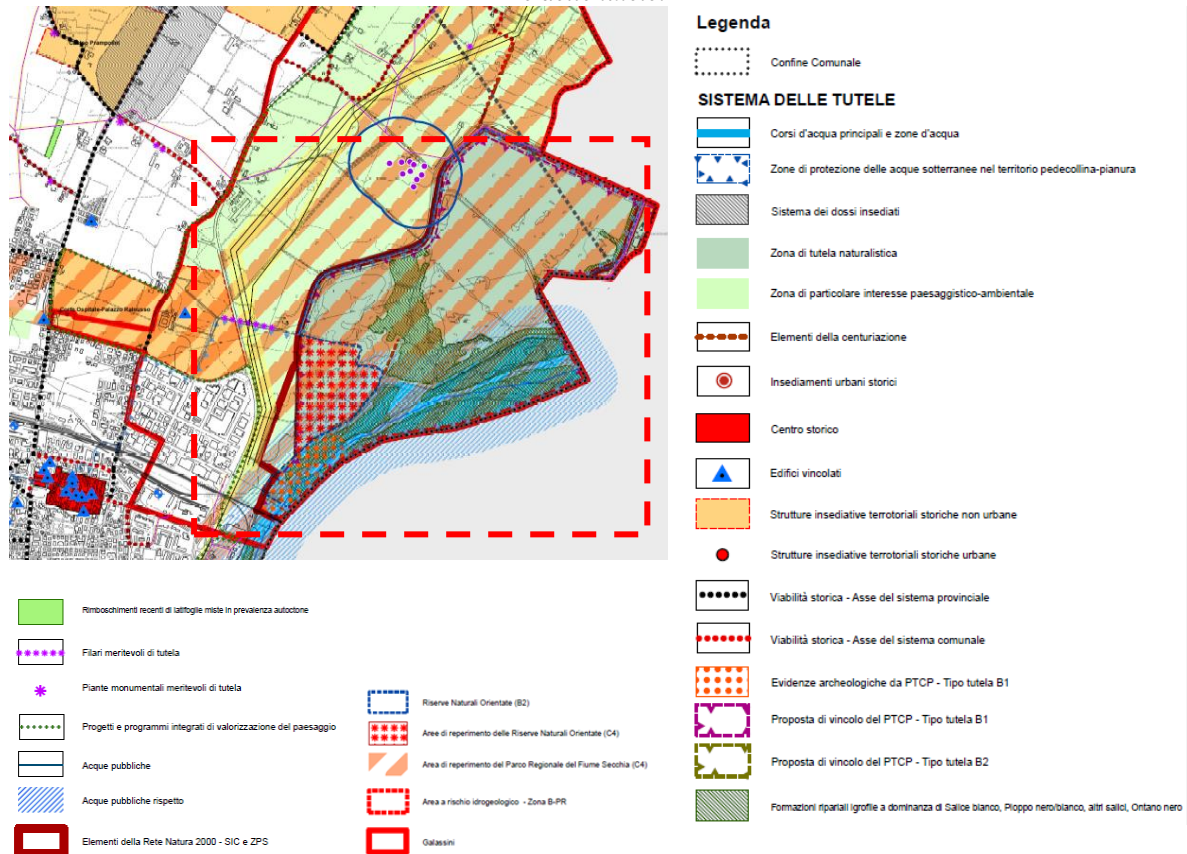 Legenda
Confine Comunale
SISTEMA DELLE TUTELE
Corsi d'acqua principali e zone d'acqua
Zone di protezione delle acque sotterranee nel territorio pedecollina-pianura
Sistema dei dossi insediati
Zona di tutela naturalistica
Zona di particolare interesse paesaggistico-ambientale
Elementi della centuriazione
Insediamenti urbani storici
Centro storico
Edifici vincolati
Strutture insediative terrotoriali storiche non urbane
Strutture insediative terrotoriali storiche urbane
Viabilità storica - Asse del sistema provinciale
Viabilità storica - Asse del sistema comunale
Evidenze archeologiche da PTCP - Tipo tutela B1
Proposta di vincolo del PTCP - Tipo tutela B1
Proposta di vincolo del PTCP - Tipo tutela B2
Formazioni ripariali igrofile a dominanza di Salice bianco, Pioppo nero/bianco, altri salici, Ontano nero
Rimboschimenti recenti di latifoglie miste in prevalenza autoctone
Filari meritevoli di tutela
Piante monumentali meritevoli di tutela
Progetti e programmi integrati di valorizzazione del paesaggio
Acque pubbliche
Acque pubbliche rispetto
Elementi della Rete Natura 2000 - SIC e ZPS
Riserve Naturali Orientate (B2)
Aree di reperimento delle Riserve Naturali Orientate (C4)
Area di reperimento del Parco Regionale del Fiume Secchia (C4)
Area a rischio idrogeologico - Zona B-PR
Galassini